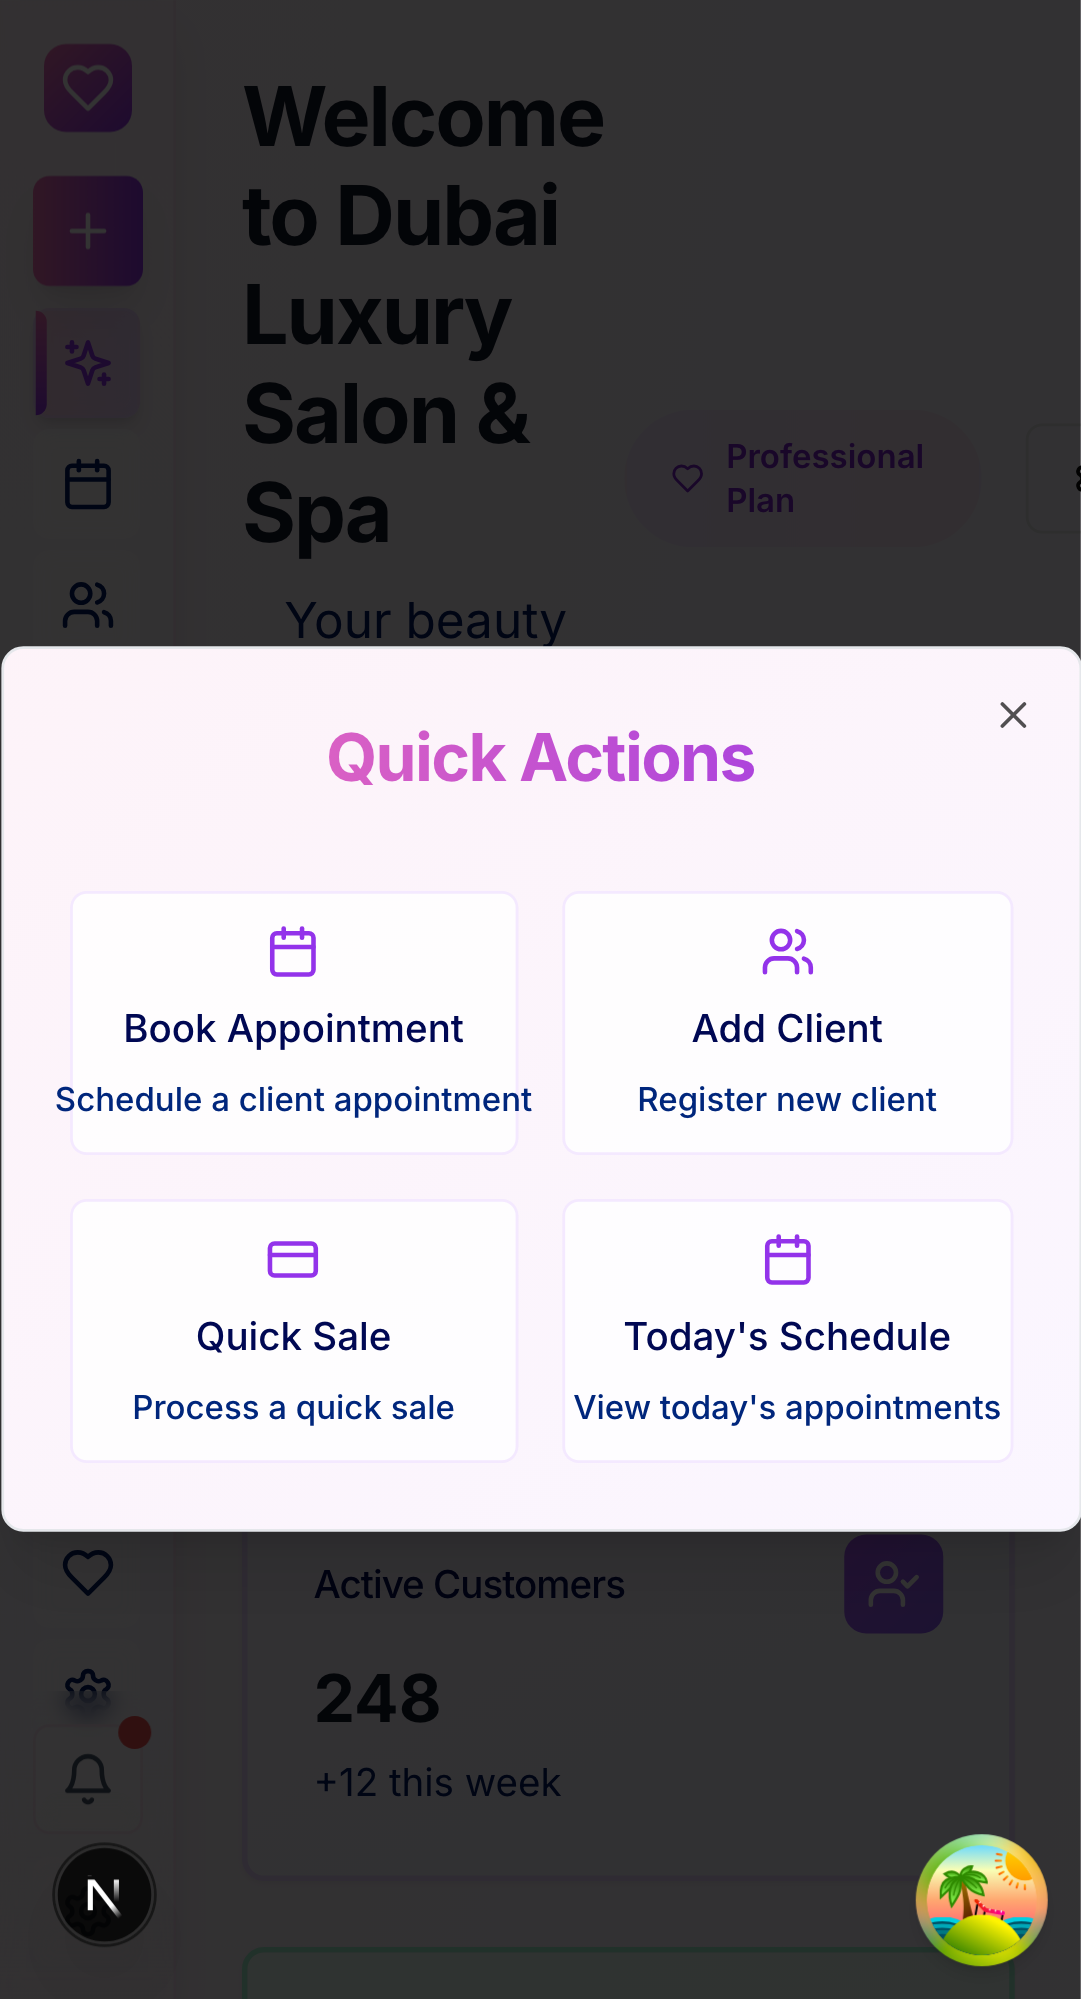 Welcome
to Dubai
Luxury
Salon &
Spa
Professional
Plan
Your beauty
Quick Actions
Book Appointment
Schedule a client appointment
Add Client
Register new client
Quick Sale
Process a quick sale
Today's Schedule
View today's appointments
Active Customers
248
+12 this week
N